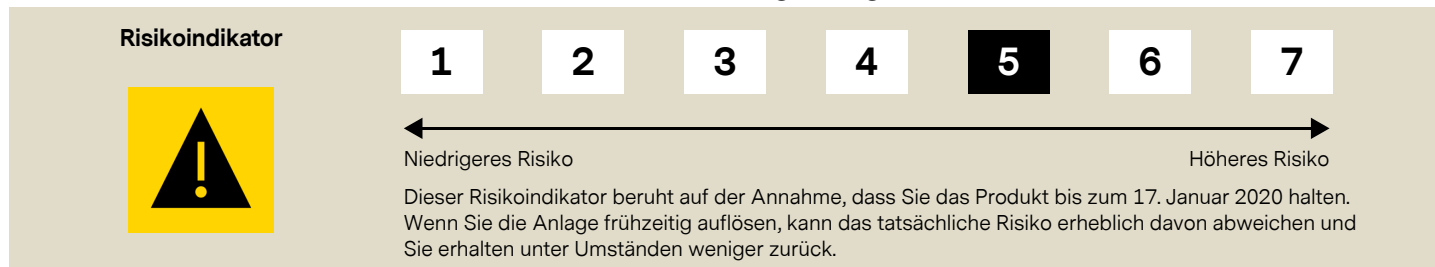 Risikoindikator
1 2 3 4 5 6 7
Niedrigeres Risiko Höheres Risiko
Dieser Risikoindikator beruht auf der Annahme, dass Sie das Produkt bis zum 17. Januar 2020 halten.
Wenn Sie die Anlage frühzeitig auflösen, kann das tatsächliche Risiko erheblich davon abweichen und
Sie erhalten unter Umständen weniger zurück.